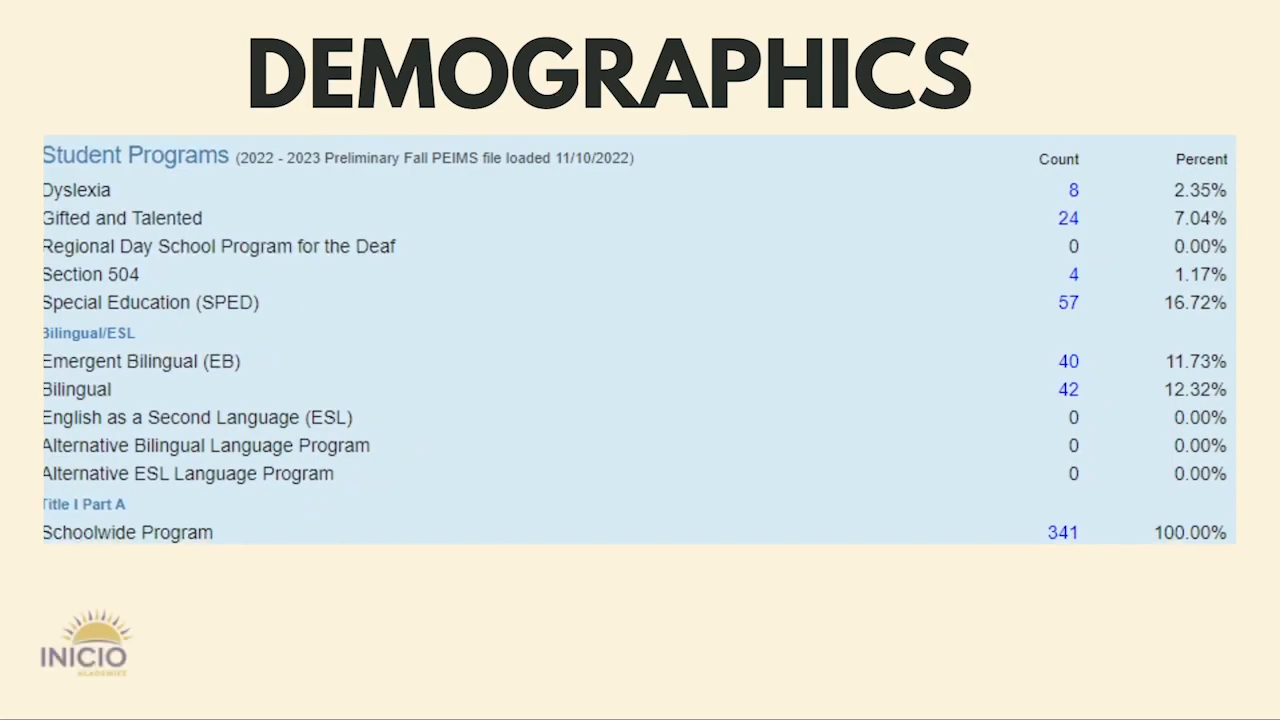 DEMOGRAPHICS
Student Programs (2022 - 2023 Preliminary Fall PEIMS file loaded 11/10/2022) Count Percent
Dyslexia 8 2.35%
Gifted and Talented 24 7.04%
Regional Day School Program for the Deaf 0 0.00%
Section 504 4 1.17%
Special Education (SPED) 57 16.72%
Bilingual/ESL
Emergent Bilingual (EB) 40 11.73%
Bilingual 42 12.32%
English as a Second Language (ESL) 0 0.00%
Alternative Bilingual Language Program 0 0.00%
Alternative ESL Language Program 0 0.00%
Title I Part A
Schoolwide Program 341 100.00%
INICIO
ACADEMIES